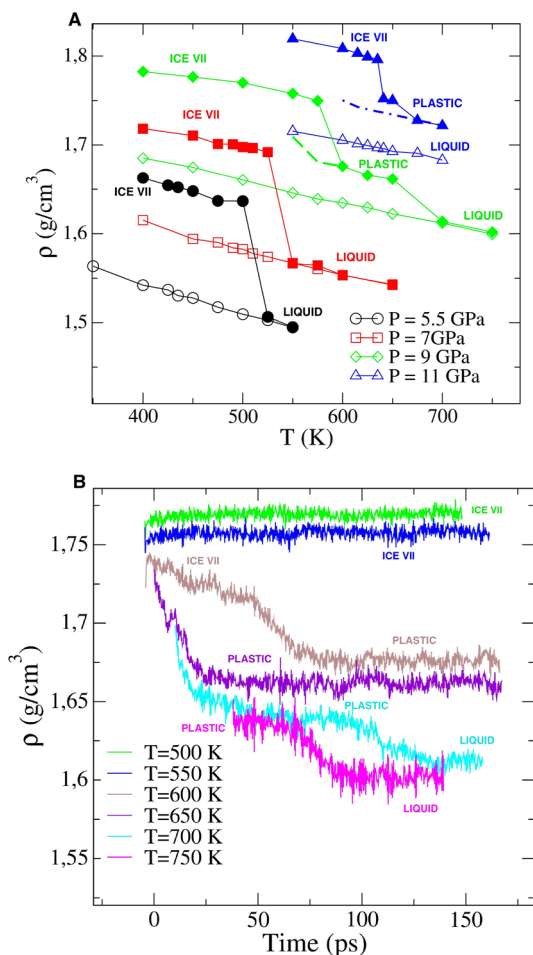 A
ICE VII
1,8
ICE VII
PLASTIC
ICE VII
LIQUID
1,7
PLASTIC
ICE VII
ρ (g/cm³)
1,6
LIQUID
LIQUID
LIQUID
P = 5.5 GPa
1,5
P = 7GPa
P = 9 GPa
P = 11 GPa
400
500
600
700
T (K)
B
ICE VII
1,75
ICE VII
ICE VII
1,7
PLASTIC
PLASTIC
ρ (g/cm³)
1,65
PLASTIC
PLASTIC
LIQUID
T=500 K
T=550 K
1,6
T=600 K
LIQUID
T=650 K
T=700 K
1,55
T=750 K
0
50
100
150
Time (ps)